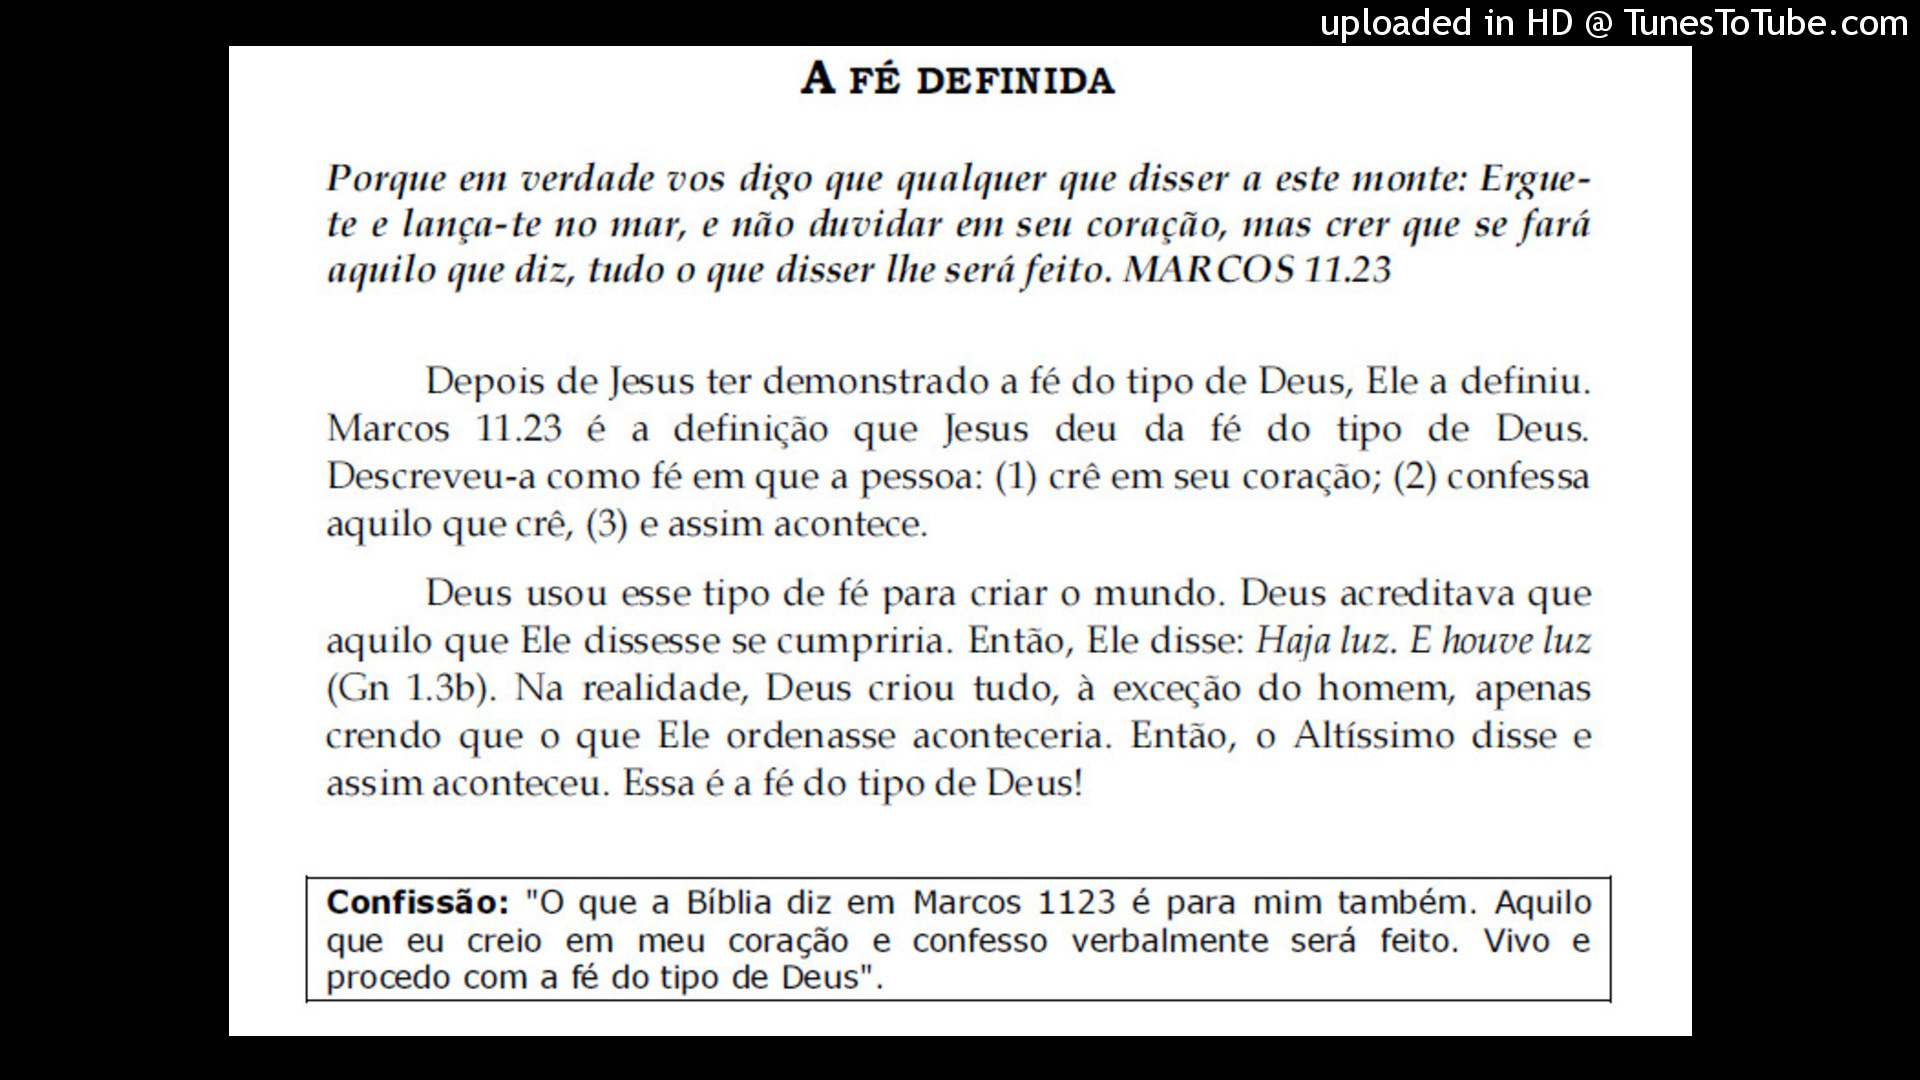 uploaded in HD @ TunesToTube.com
A FÉ DEFINIDA
Porque em verdade vos digo que qualquer que disser a este monte: Ergue-
te e lança-te no mar, e não duvidar em seu coração, mas crer que se fará
aquilo que diz, tudo o que disser lhe será feito. MARCOS 11.23
Depois de Jesus ter demonstrado a fé do tipo de Deus, Ele a definiu.
Marcos 11.23 é a definição que Jesus deu da fé do tipo de Deus.
Descreveu-a como fé em que a pessoa: (1) crê em seu coração; (2) confessa
aquilo que crê, (3) e assim acontece.
Deus usou esse tipo de fé para criar o mundo. Deus acreditava que
aquilo que Ele dissesse se cumpriria. Então, Ele disse: Haja luz. E houve luz
(Gn 1.3b). Na realidade, Deus criou tudo, à exceção do homem, apenas
crendo que o que Ele ordenasse aconteceria. Então, o Altíssimo disse e
assim aconteceu. Essa é a fé do tipo de Deus!
Confissão: "O que a Bíblia diz em Marcos 1123 é para mim também. Aquilo
que eu creio em meu coração e confesso verbalmente será feito. Vivo e
procedo com a fé do tipo de Deus".